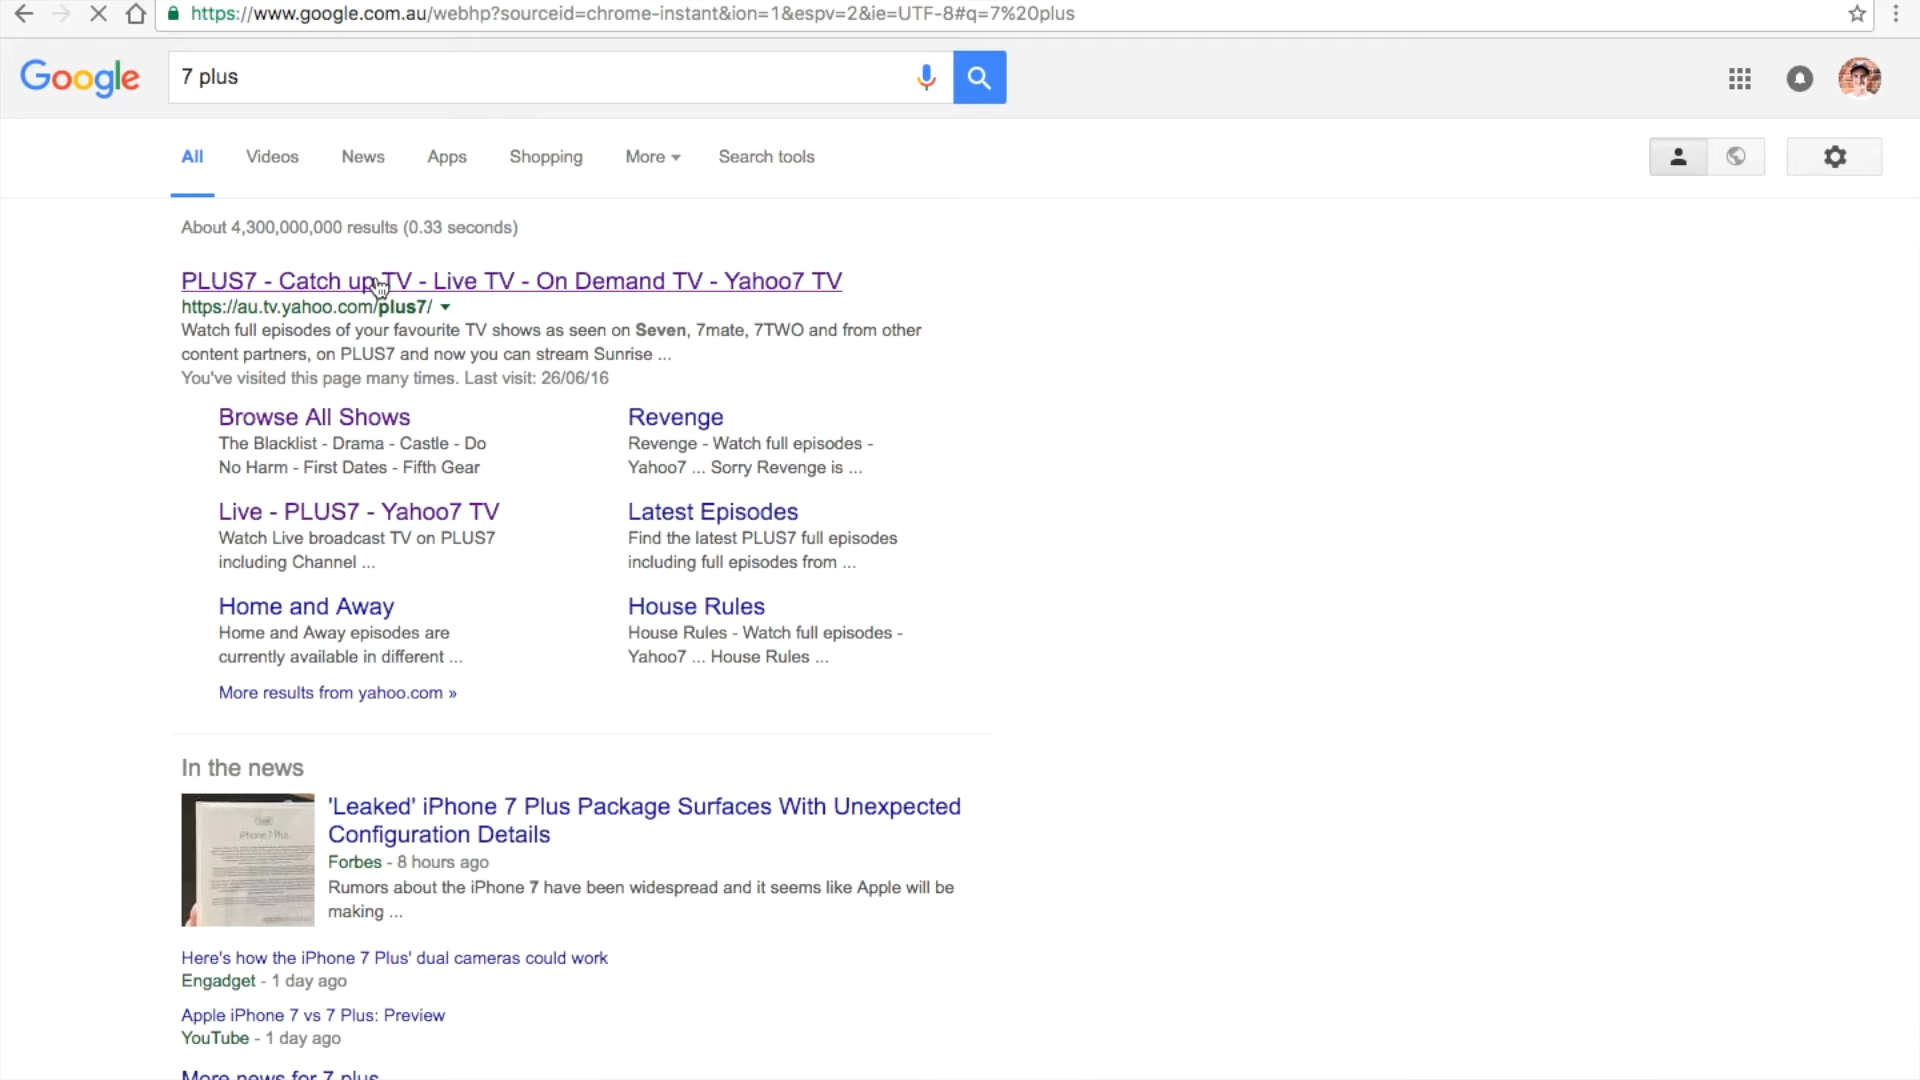 https://www.google.com.au/webhp?sourceid=chrome-instant&ion=1&espv=2&ie=UTF-8#q=7%20plus
Google
7 plus
All Videos News Apps Shopping More Search tools
About 4,300,000,000 results (0.33 seconds)
PLUS7 - Catch up TV - Live TV - On Demand TV - Yahoo7 TV
https://au.tv.yahoo.com/plus7/
Watch full episodes of your favourite TV shows as seen on Seven, 7mate, 7TWO and from other
content partners, on PLUS7 and now you can stream Sunrise ...
You've visited this page many times. Last visit: 26/06/16
Browse All Shows
The Blacklist - Drama - Castle - Do
No Harm - First Dates - Fifth Gear
Revenge
Revenge - Watch full episodes -
Yahoo7 ... Sorry Revenge is ...
Live - PLUS7 - Yahoo7 TV
Watch Live broadcast TV on PLUS7
including Channel ...
Latest Episodes
Find the latest PLUS7 full episodes
including full episodes from ...
Home and Away
Home and Away episodes are
currently available in different ...
House Rules
House Rules - Watch full episodes -
Yahoo7 ... House Rules ...
More results from yahoo.com »
In the news
iPhone 7 Plus
'Leaked' iPhone 7 Plus Package Surfaces With Unexpected
Configuration Details
Forbes - 8 hours ago
Rumors about the iPhone 7 have been widespread and it seems like Apple will be
making ...
Here's how the iPhone 7 Plus' dual cameras could work
Engadget - 1 day ago
Apple iPhone 7 vs 7 Plus: Preview
YouTube - 1 day ago
More news for 7 plus